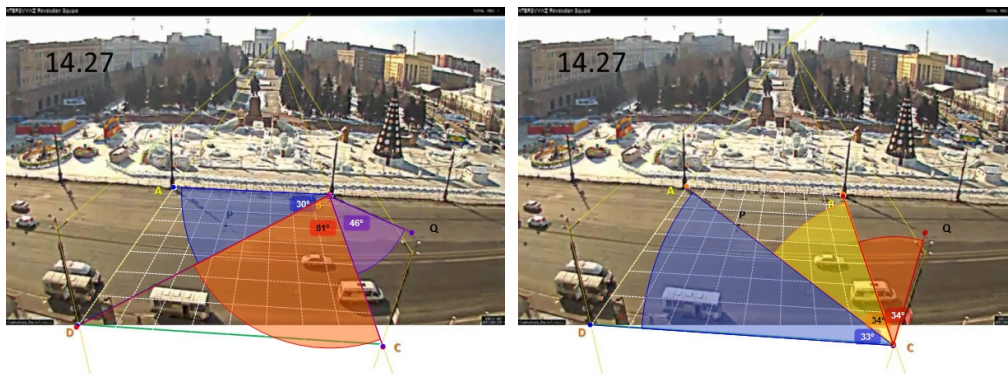 INTERSVYAZ Revolution Square
14.27
A
30°
B
P
81°
46°
Q
D
C
INTERSVYAZ Revolution Square
14.27
A
B
P
Q
34°
34°
33°
D
C